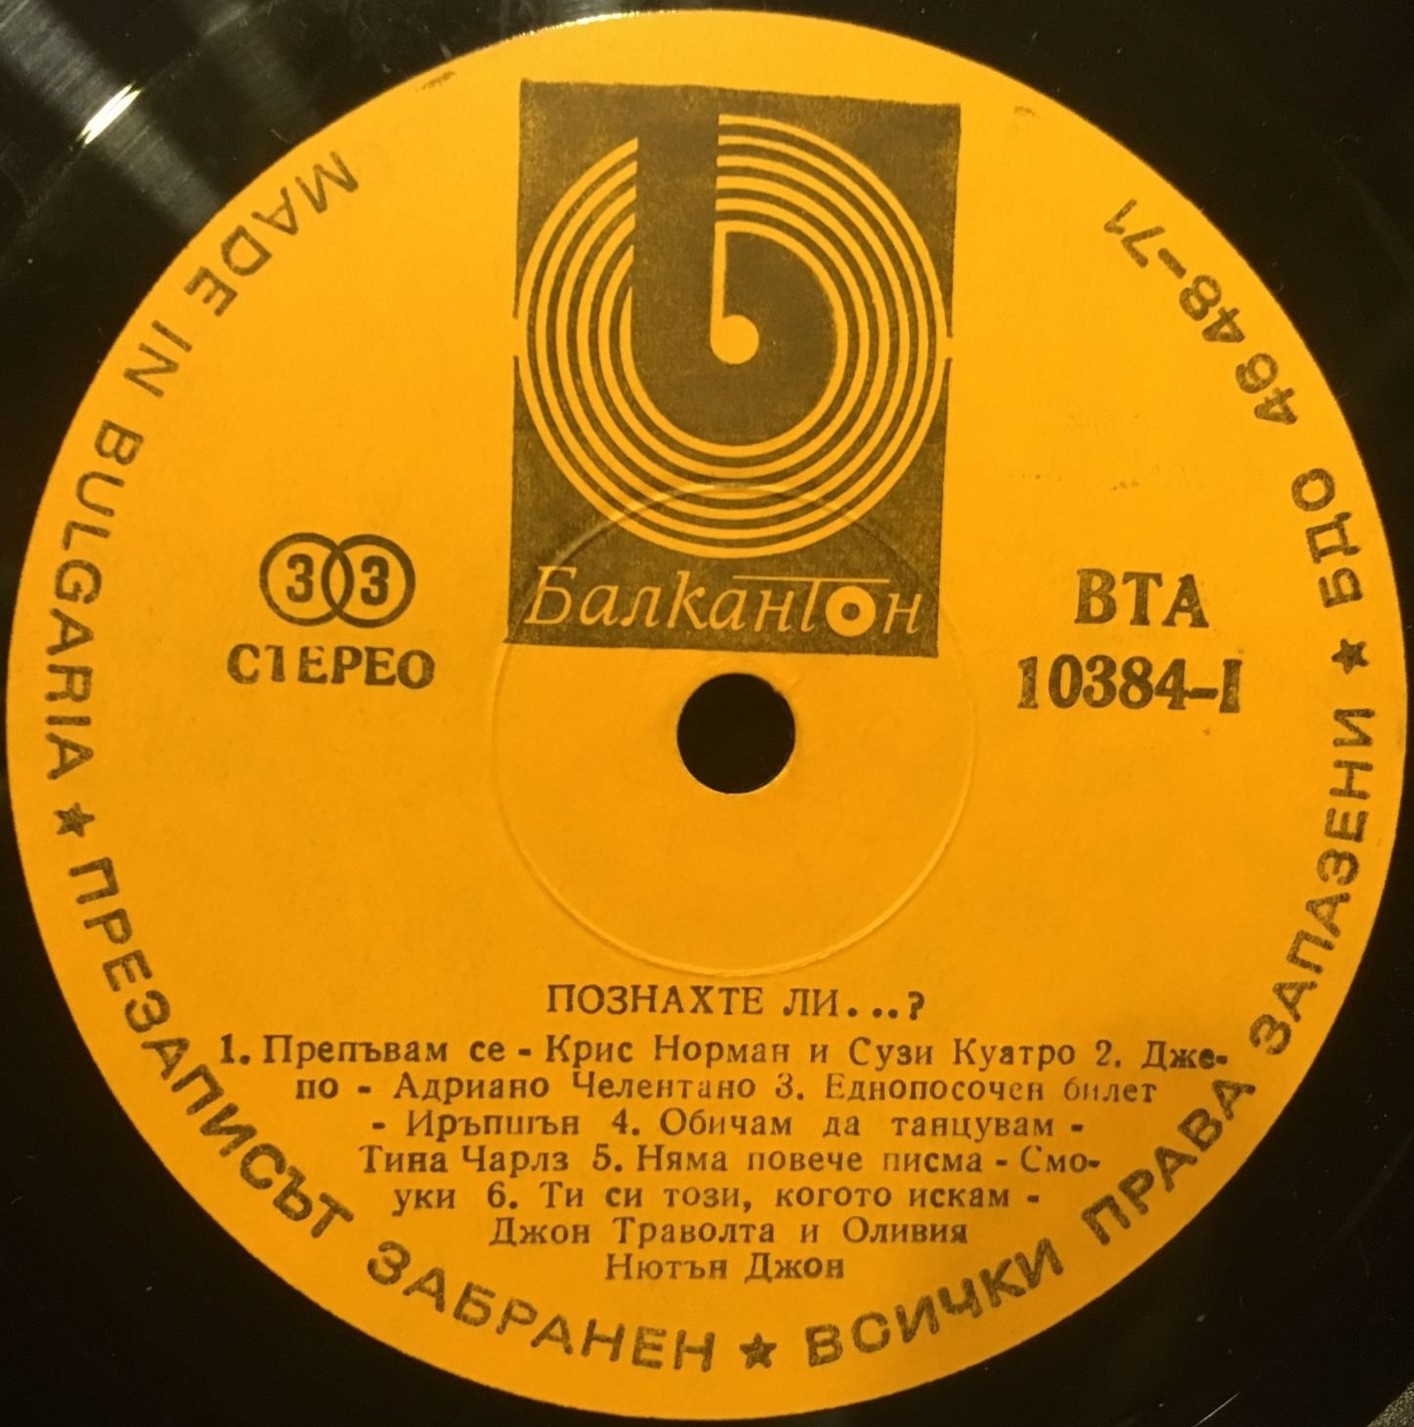 Балкантон
33
СТЕРЕО
ВТА
10384-I
ПОЗНАХТЕ ЛИ...?
1. Препъвам се - Крис Норман и Сузи Куатро 2. Дже-
по - Адриано Челентано 3. Еднопосочен билет
- Иръпшън 4. Обичам да танцувам -
Тина Чарлз 5. Няма повече писма - Смо-
уки 6. Ти си този, когото искам -
Джон Траволта и Оливия
Нютън Джон
MADE IN BULGARIA ★ ПРЕЗАПИСЪТ ЗАБРАНЕН ★ ВСИЧКИ ПРАВА ЗАПАЗЕНИ ★ БДО 4648-71